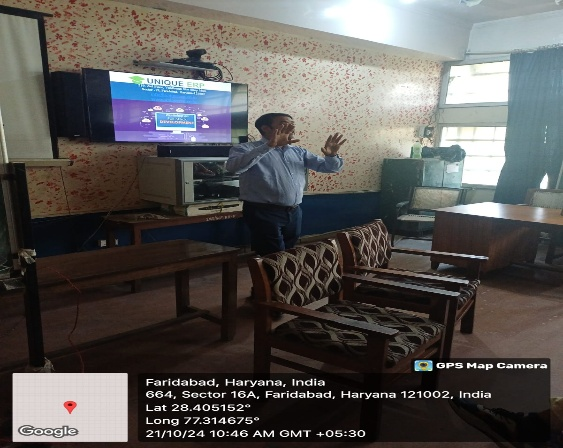 UNIQUE ERP
GPS Map Camera
Faridabad, Haryana, India
664, Sector 16A, Faridabad, Haryana 121002, India
Lat 28.405152°
Long 77.314675°
21/10/24 10:46 AM GMT +05:30
Google